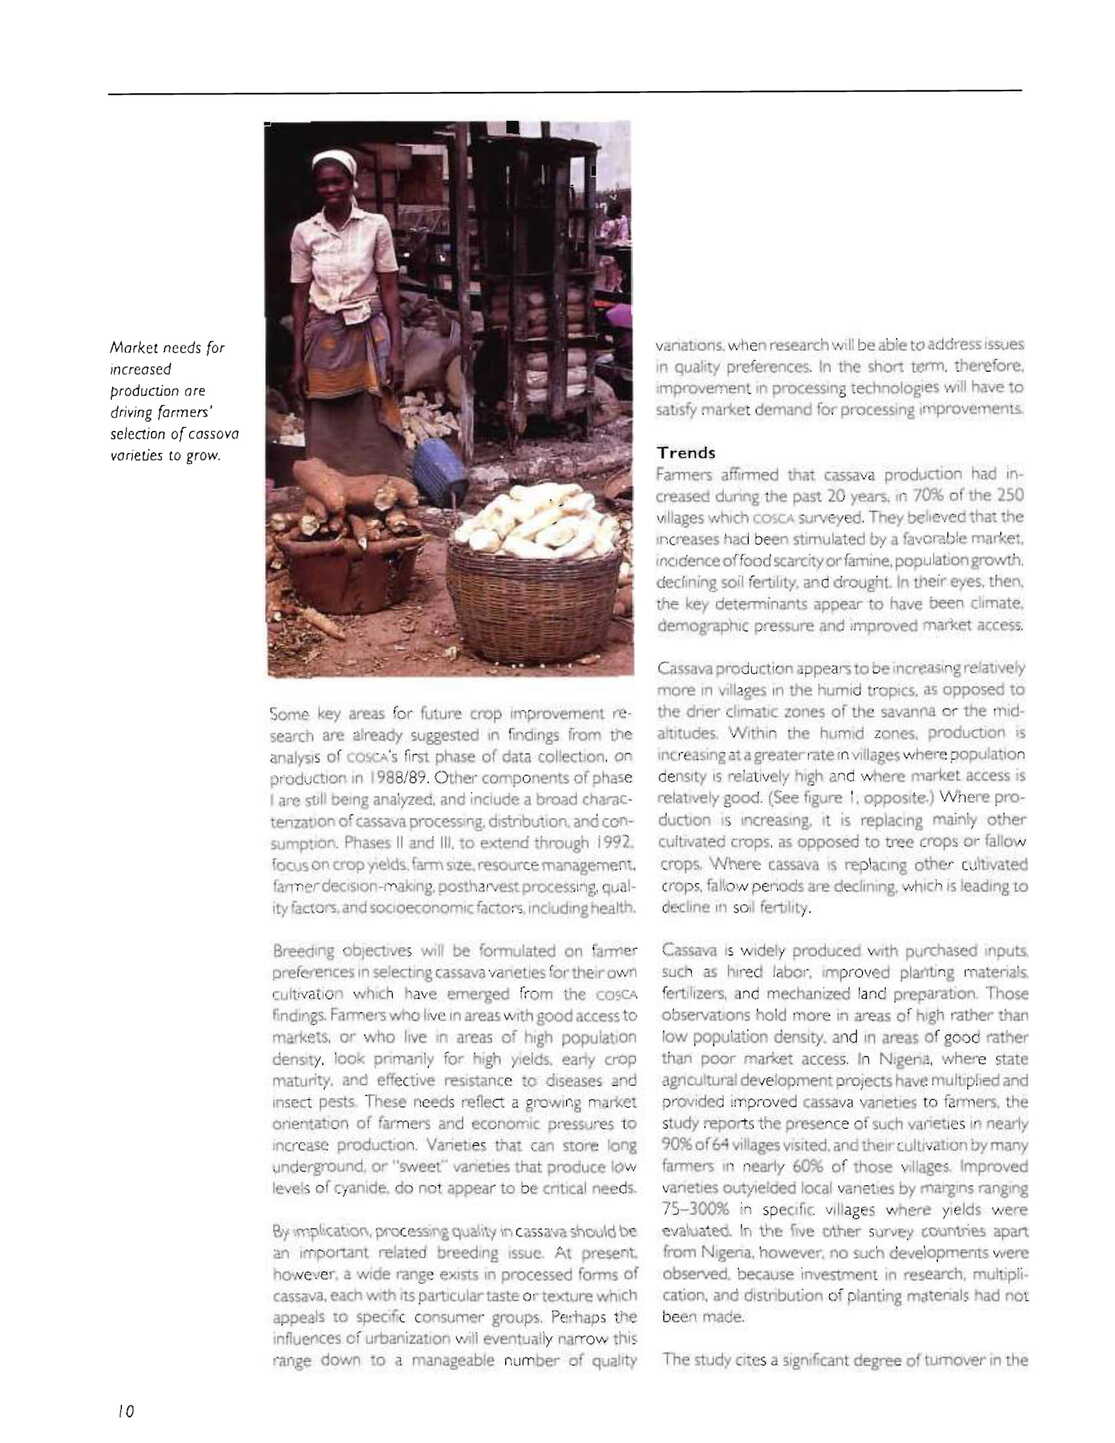 Market needs for
increased
production are
driving farmers'
selection of cassava
varieties to grow.
Some key areas for future crop improvement re-
search are already suggested in findings from the
analysis of COSCA's first phase of data collection, on
production in 1988/89. Other components of phase
I are still being analyzed, and include a broad charac-
terization of cassava processing, distribution, and con-
sumption. Phases II and III, to extend through 1992,
focus on crop yields, farm size, resource management,
farmer decision-making, postharvest processing, qual-
ity factors, and socioeconomic factors, including health.
Breeding objectives will be formulated on farmer
preferences in selecting cassava varieties for their own
cultivation which have emerged from the COSCA
findings. Farmers who live in areas with good access to
markets, or who live in areas of high population
density, look primarily for high yields, early crop
maturity, and effective resistance to diseases and
insect pests. These needs reflect a growing market
orientation of farmers and economic pressures to
increase production. Varieties that can store long
underground, or "sweet" varieties that produce low
levels of cyanide, do not appear to be critical needs.
By implication, processing quality in cassava should be
an important related breeding issue. At present,
however, a wide range exists in processed forms of
cassava, each with its particular taste or texture which
appeals to specific consumer groups. Perhaps the
influences of urbanization will eventually narrow this
range down to a manageable number of quality
variations, when research will be able to address issues
in quality preferences. In the short term, therefore,
improvement in processing technologies will have to
satisfy market demand for processing improvements.
Trends
Farmers affirmed that cassava production had in-
creased during the past 20 years, in 70% of the 250
villages which COSCA surveyed. They believed that the
increases had been stimulated by a favorable market,
incidence of food scarcity or famine, population growth,
declining soil fertility, and drought. In their eyes, then,
the key determinants appear to have been climate,
demographic pressure and improved market access.
Cassava production appears to be increasing relatively
more in villages in the humid tropics, as opposed to
the drier climatic zones of the savanna or the mid-
altitudes. Within the humid zones, production is
increasing at a greater rate in villages where population
density is relatively high and where market access is
relatively good. (See figure 1, opposite.) Where pro-
duction is increasing, it is replacing mainly other
cultivated crops, as opposed to tree crops or fallow
crops. Where cassava is replacing other cultivated
crops, fallow periods are declining, which is leading to
decline in soil fertility.
Cassava is widely produced with purchased inputs,
such as hired labor, improved planting materials,
fertilizers, and mechanized land preparation. Those
observations hold more in areas of high rather than
low population density, and in areas of good rather
than poor market access. In Nigeria, where state
agricultural development projects have multiplied and
provided improved cassava varieties to farmers, the
study reports the presence of such varieties in nearly
90% of 64 villages visited, and their cultivation by many
farmers in nearly 60% of those villages. Improved
varieties outyielded local varieties by margins ranging
75-300% in specific villages where yields were
evaluated. In the five other survey countries apart
from Nigeria, however, no such developments were
observed, because investment in research, multipli-
cation, and distribution of planting materials had not
been made.
The study cites a significant degree of turnover in the
10